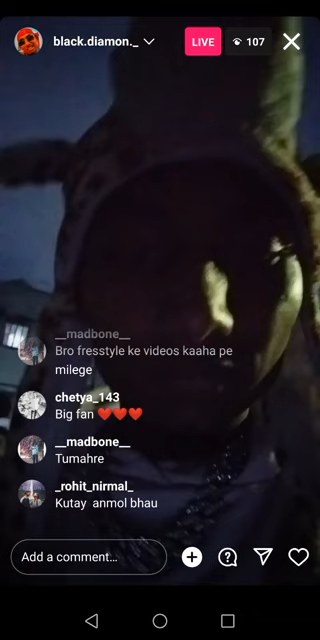 black.diamon._
LIVE
107
__madbone__
Bro fresstyle ke videos kaaha pe
milege
chetya_143
Big fan ❤️❤️❤️
__madbone__
Tumahre
_rohit_nirmal_
Kutay anmol bhau
Add a comment…